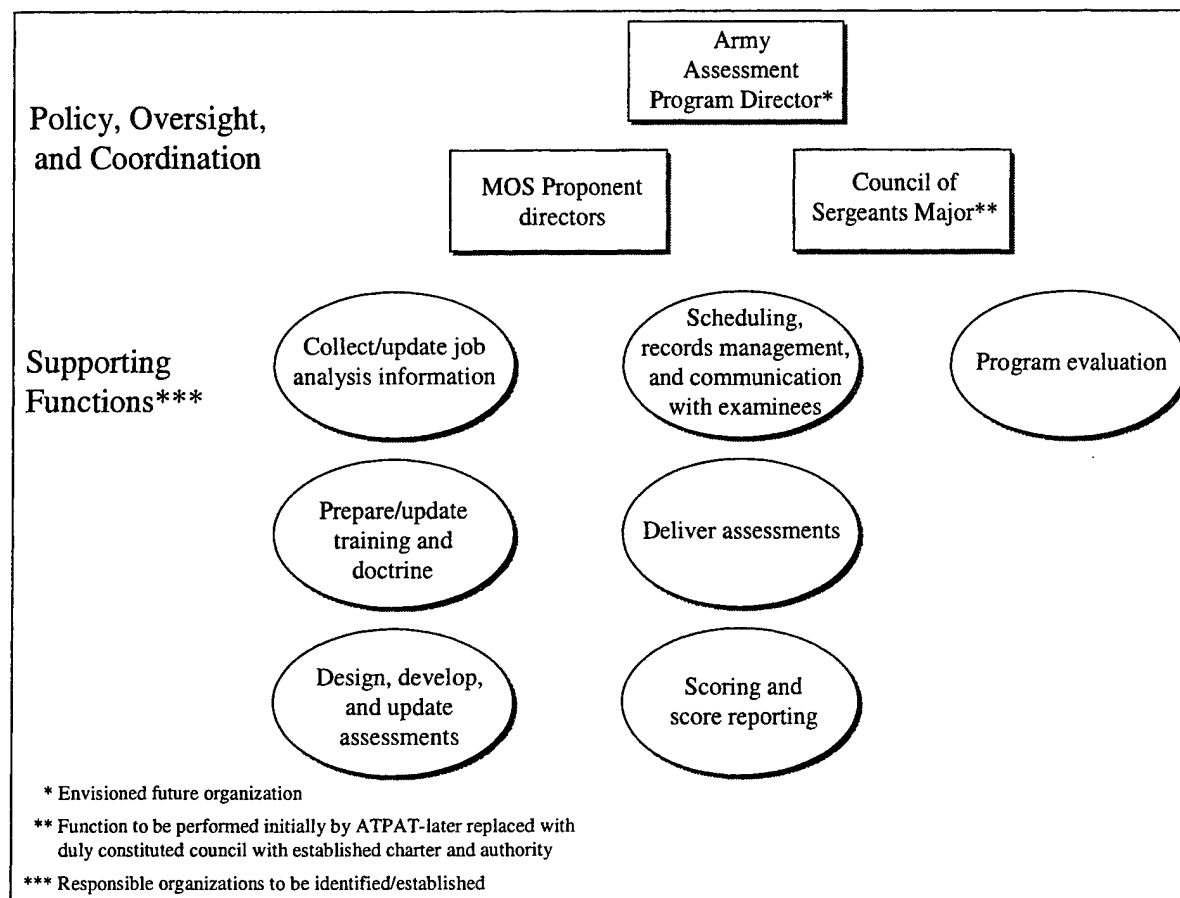 Army
Assessment
Program Director*
Policy, Oversight,
and Coordination
MOS Proponent
directors
Council of
Sergeants Major**
Supporting
Functions***
Collect/update job
analysis information
Scheduling,
records management,
and communication
with examinees
Program evaluation
Prepare/update
training and
doctrine
Deliver assessments
Design, develop,
and update
assessments
Scoring and
score reporting
* Envisioned future organization
** Function to be performed initially by ATPAT-later replaced with
duly constituted council with established charter and authority
*** Responsible organizations to be identified/established